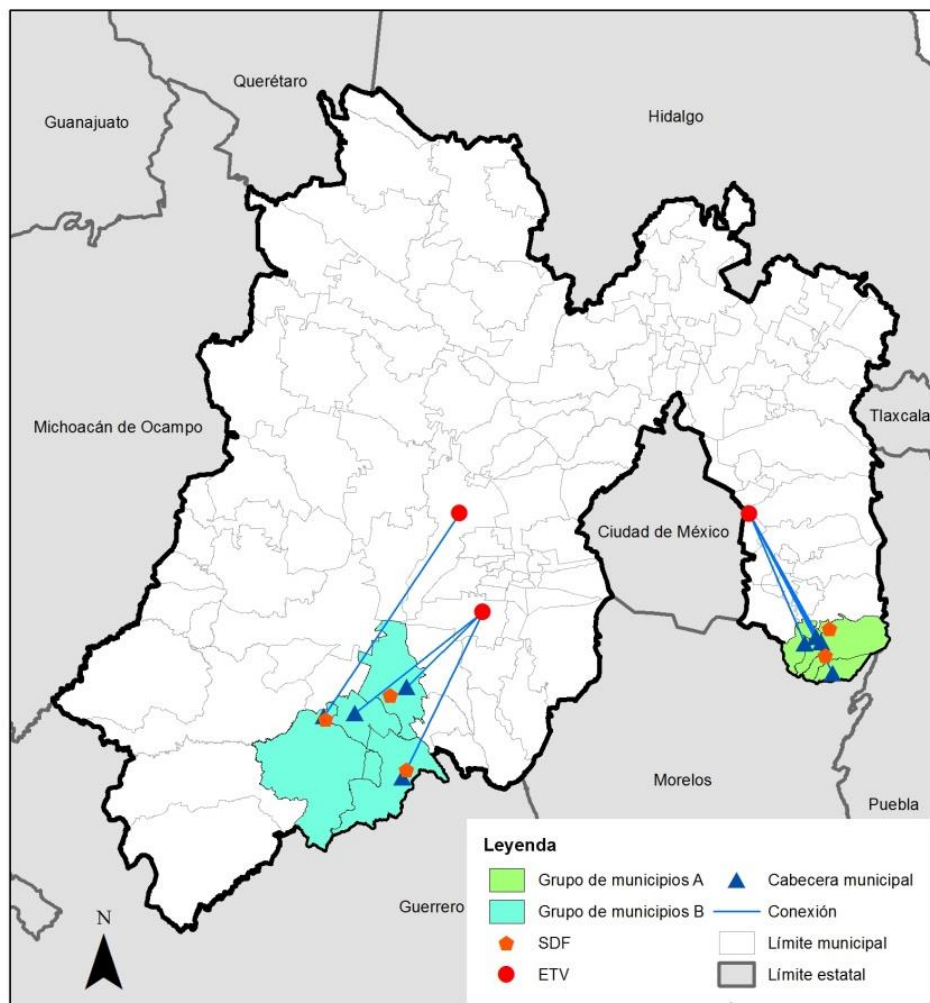 Querétaro
Guanajuato
Hidalgo
Tlaxcala
Michoacán de Ocampo
Ciudad de México
Morelos
Puebla
Guerrero
N
Leyenda
Grupo de municipios A
Cabecera municipal
Grupo de municipios B
Conexión
SDF
Límite municipal
ETV
Límite estatal